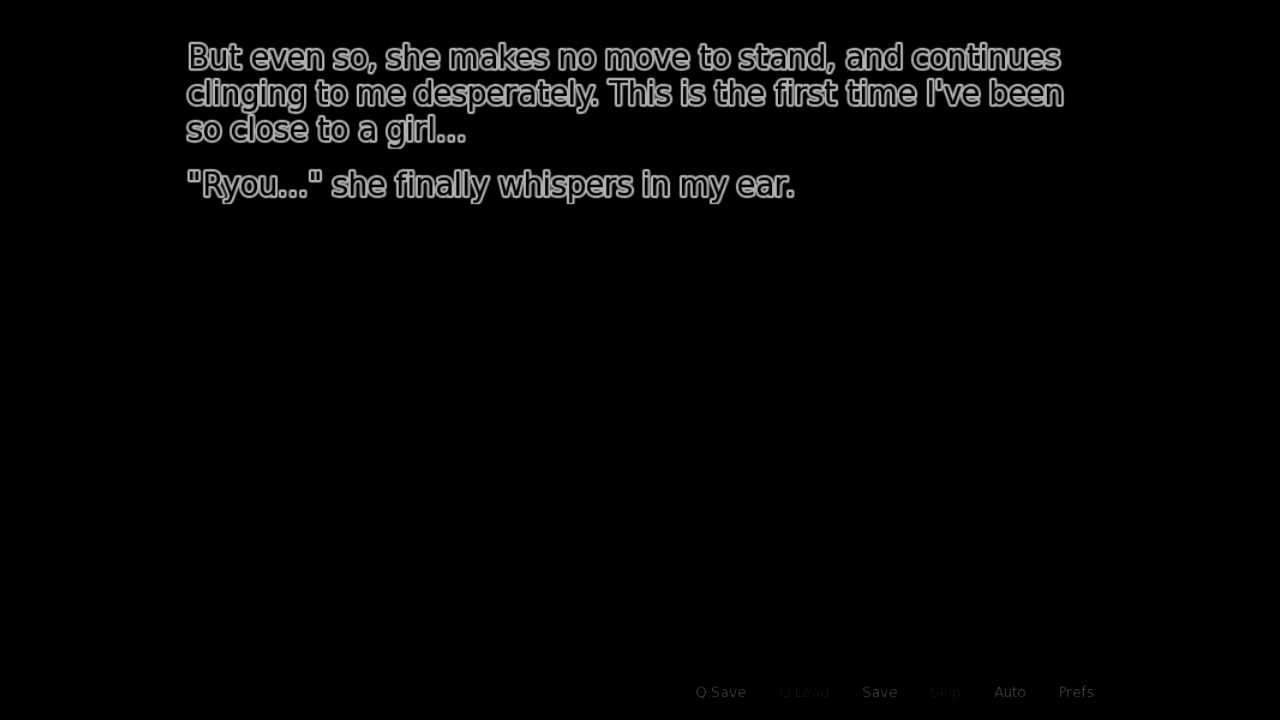 But even so, she makes no move to stand, and continues
clinging to me desperately. This is the first time I've been
so close to a girl...
"Ryou..." she finally whispers in my ear.
Q.Save Q.Load Save Skip Auto Prefs